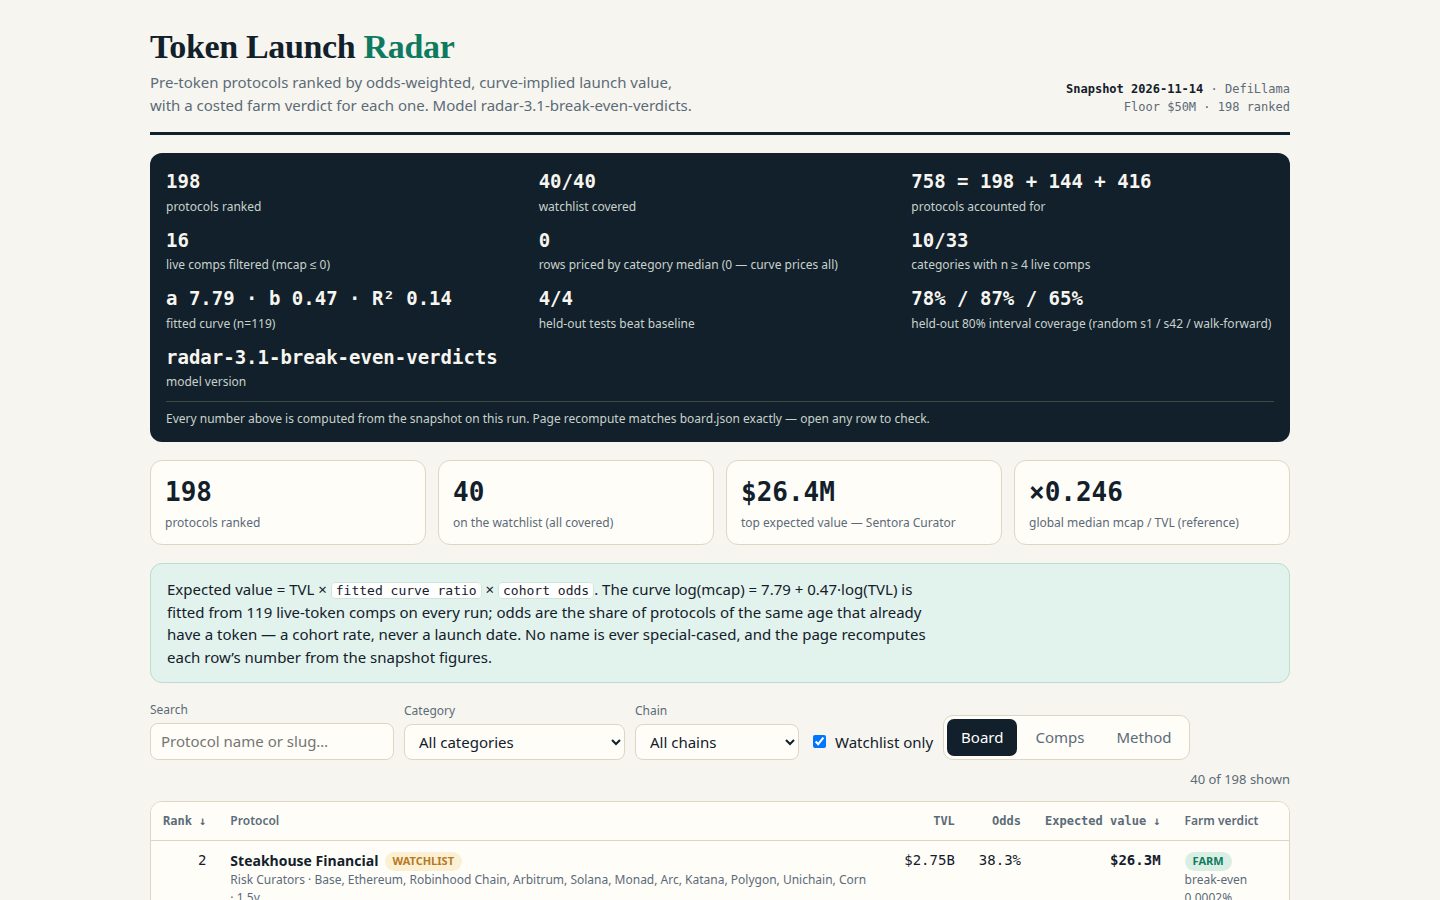 Token Launch Radar
Pre-token protocols ranked by odds-weighted, curve-implied launch value,
with a costed farm verdict for each one. Model radar-3.1-break-even-verdicts.
Snapshot 2026-11-14 · DefiLlama
Floor $50M · 198 ranked
198
protocols ranked
40/40
watchlist covered
758 = 198 + 144 + 416
protocols accounted for
16
live comps filtered (mcap ≤ 0)
0
rows priced by category median (0 — curve prices all)
10/33
categories with n ≥ 4 live comps
a 7.79 · b 0.47 · R² 0.14
fitted curve (n=119)
4/4
held-out tests beat baseline
78% / 87% / 65%
held-out 80% interval coverage (random s1 / s42 / walk-forward)
radar-3.1-break-even-verdicts
model version
Every number above is computed from the snapshot on this run. Page recompute matches board.json exactly — open any row to check.
198
protocols ranked
40
on the watchlist (all covered)
$26.4M
top expected value — Sentora Curator
×0.246
global median mcap / TVL (reference)
Expected value = TVL × fitted curve ratio × cohort odds. The curve log(mcap) = 7.79 + 0.47·log(TVL) is
fitted from 119 live-token comps on every run; odds are the share of protocols of the same age that already
have a token — a cohort rate, never a launch date. No name is ever special-cased, and the page recomputes
each row’s number from the snapshot figures.
Search
Category
Chain
Protocol name or slug…
All categories
All chains
Watchlist only
Board
Comps
Method
40 of 198 shown
Rank ↓
Protocol
TVL
Odds
Expected value ↓
Farm verdict
2
Steakhouse Financial WATCHLIST
$2.75B
38.3%
$26.3M
FARM
Risk Curators · Base, Ethereum, Robinhood Chain, Arbitrum, Solana, Monad, Arc, Katana, Polygon, Unichain, Corn
· 1.5y
break-even
0.0002%